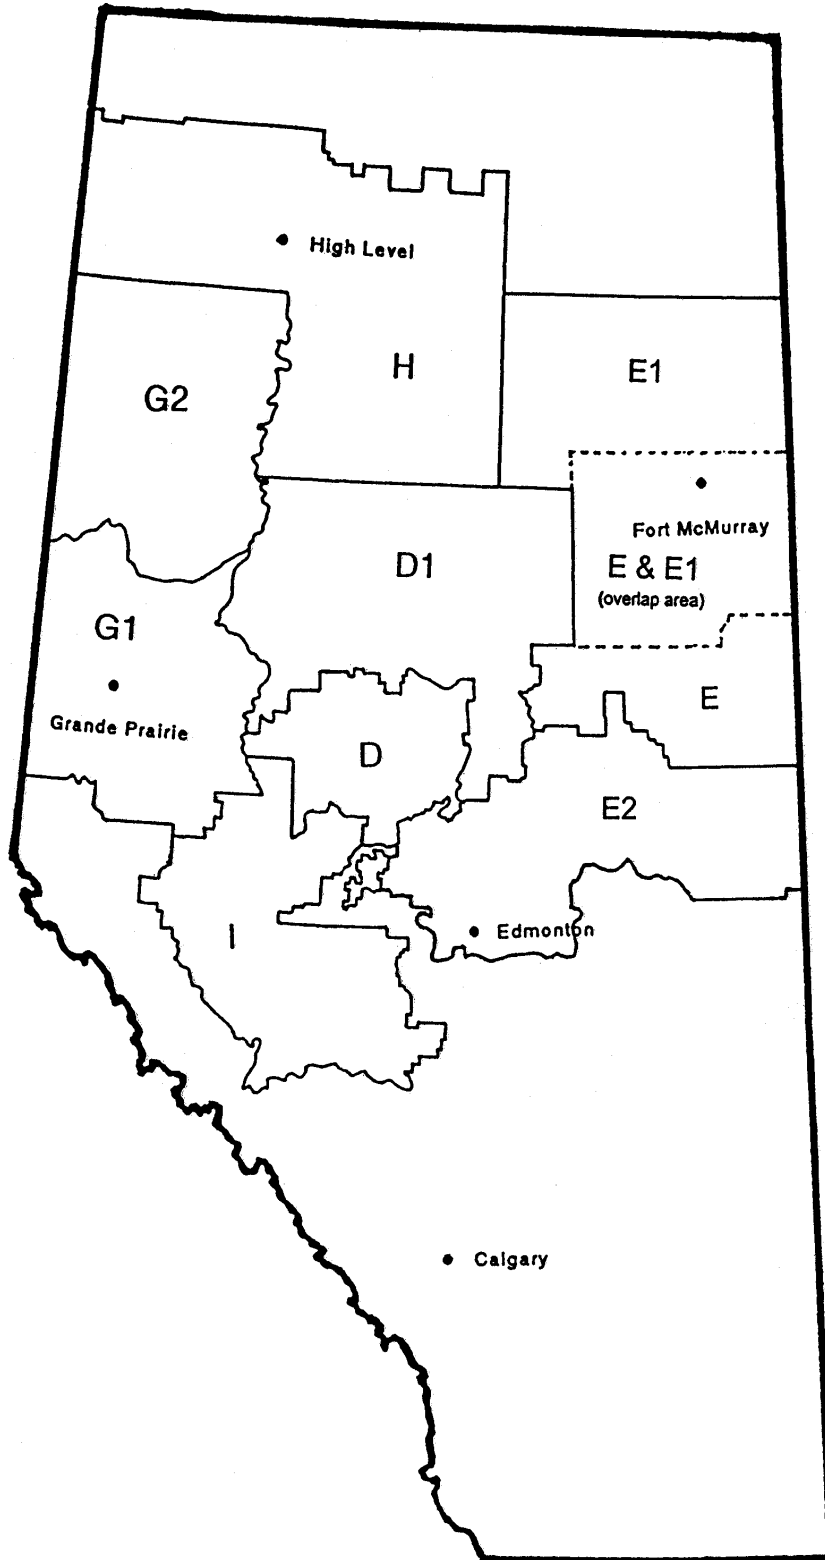 High Level
H
E1
G2
Fort McMurray
D1
E & E1
(overlap area)
G1
E
Grande Prairie
D
E2
I
Edmonton
Calgary